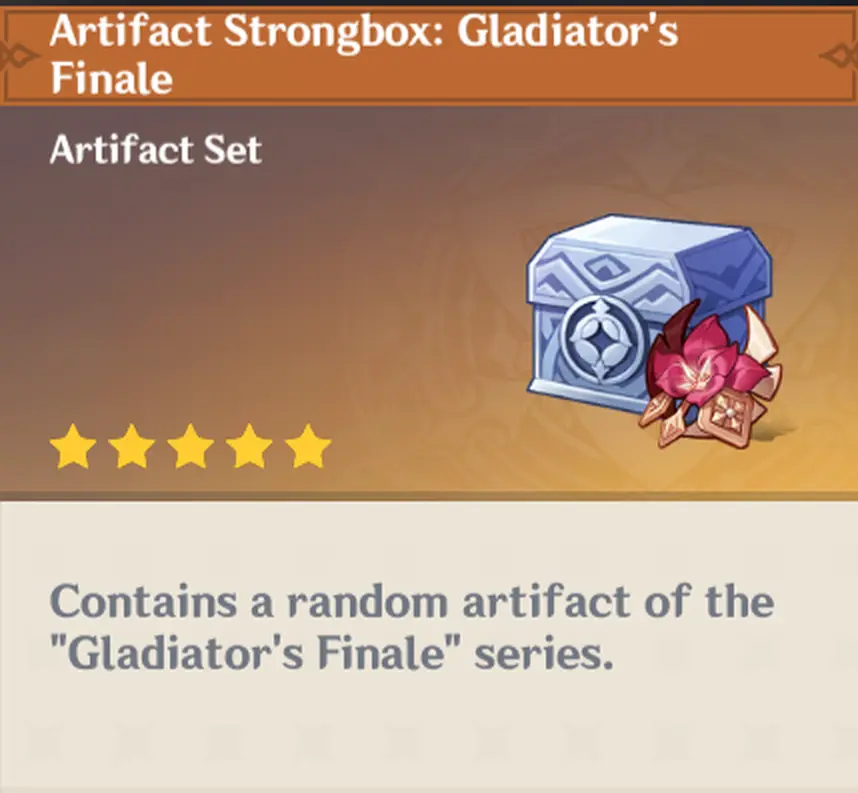 Artifact Strongbox: Gladiator's
Finale
Artifact Set
Contains a random artifact of the
"Gladiator's Finale" series.